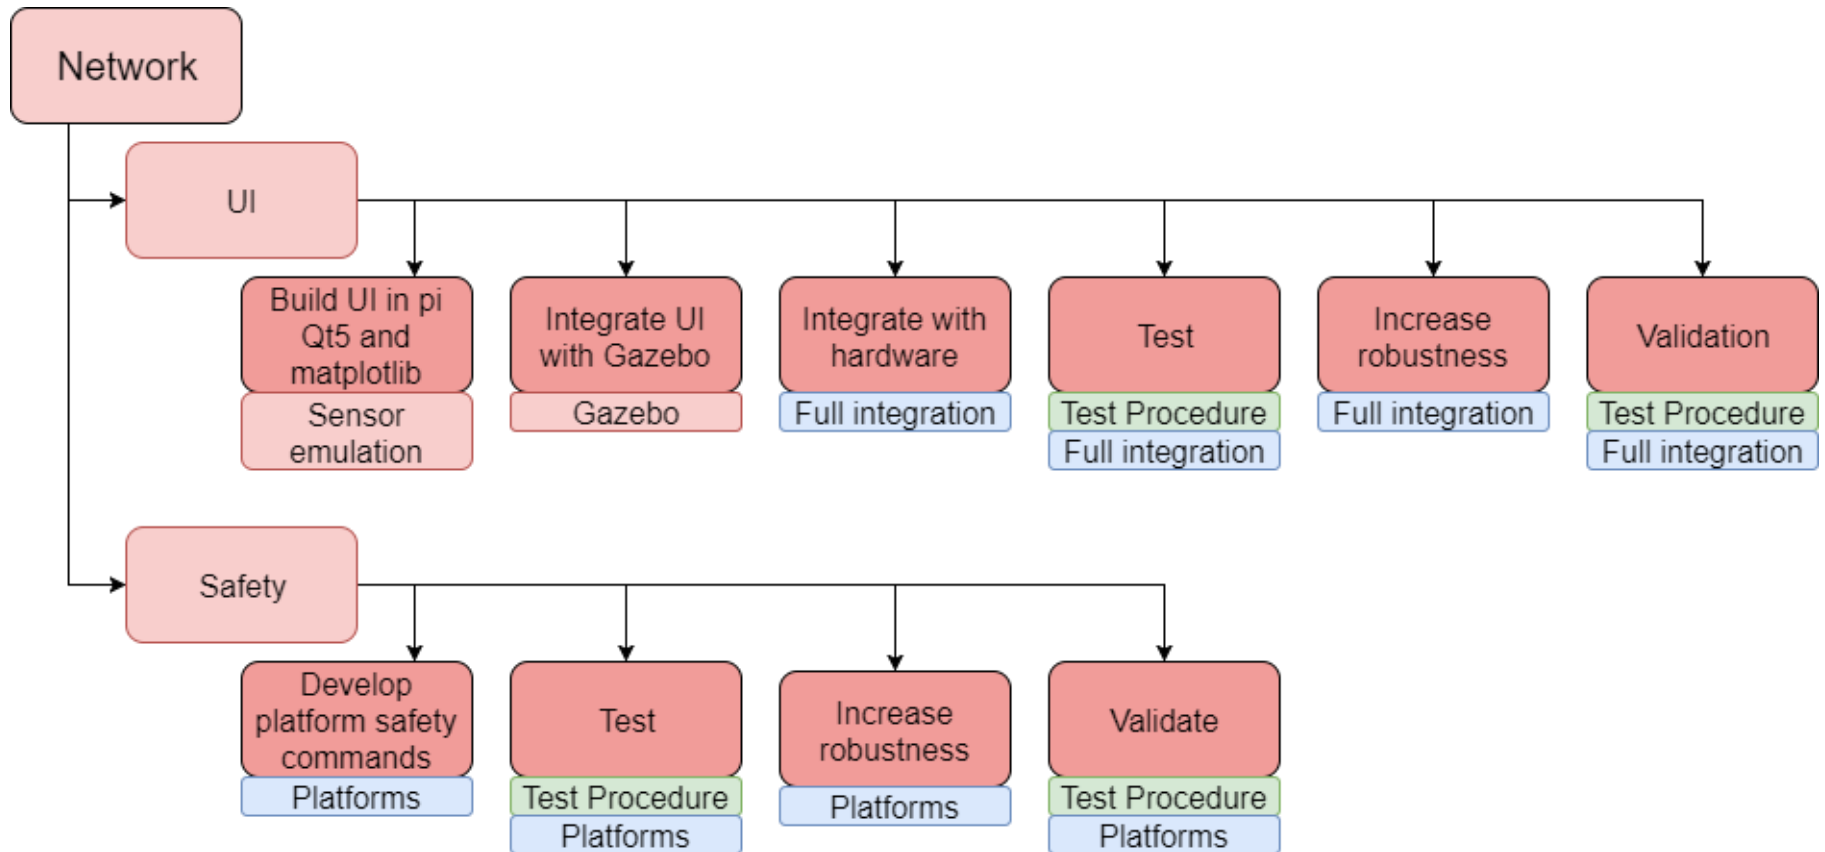 Network
UI
Build UI in pi
Qt5 and
matplotlib
Sensor
emulation
Integrate UI
with Gazebo
Gazebo
Integrate with
hardware
Full integration
Test
Test Procedure
Full integration
Increase
robustness
Full integration
Validation
Test Procedure
Full integration
Safety
Develop
platform safety
commands
Platforms
Test
Test Procedure
Platforms
Increase
robustness
Platforms
Validate
Test Procedure
Platforms